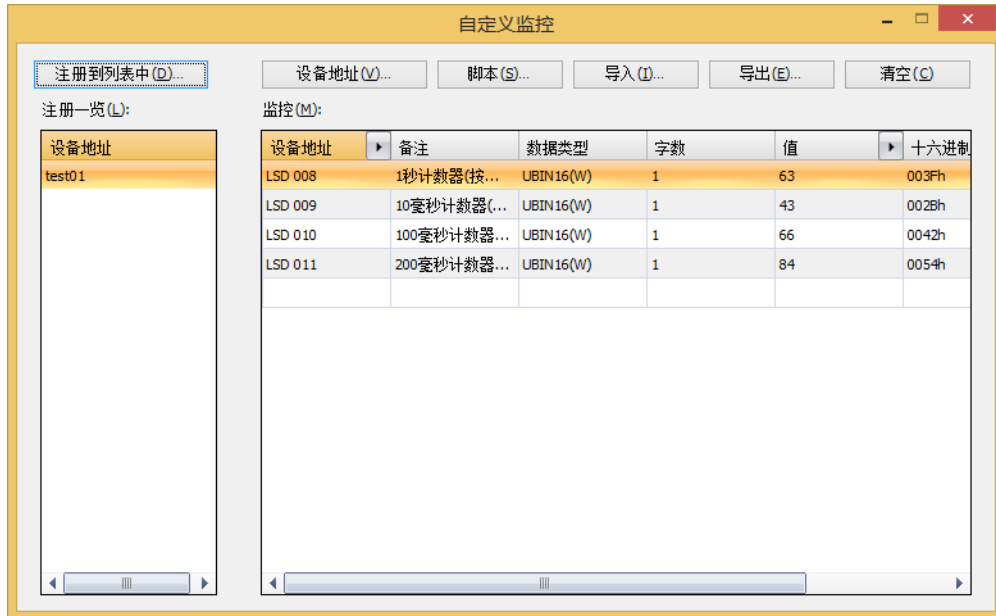 自定义监控
注册到列表中(D)... 设备地址(V)... 脚本(S)... 导入(I)... 导出(E)... 清空(C)
注册一览(L): 监控(M):
设备地址 设备地址 备注 数据类型 字数 值 十六进制
test01 LSD 008 1秒计数器(按... UBIN16(W) 1 63 003Fh
LSD 009 10毫秒计数器(... UBIN16(W) 1 43 002Bh
LSD 010 100毫秒计数器... UBIN16(W) 1 66 0042h
LSD 011 200毫秒计数器... UBIN16(W) 1 84 0054h